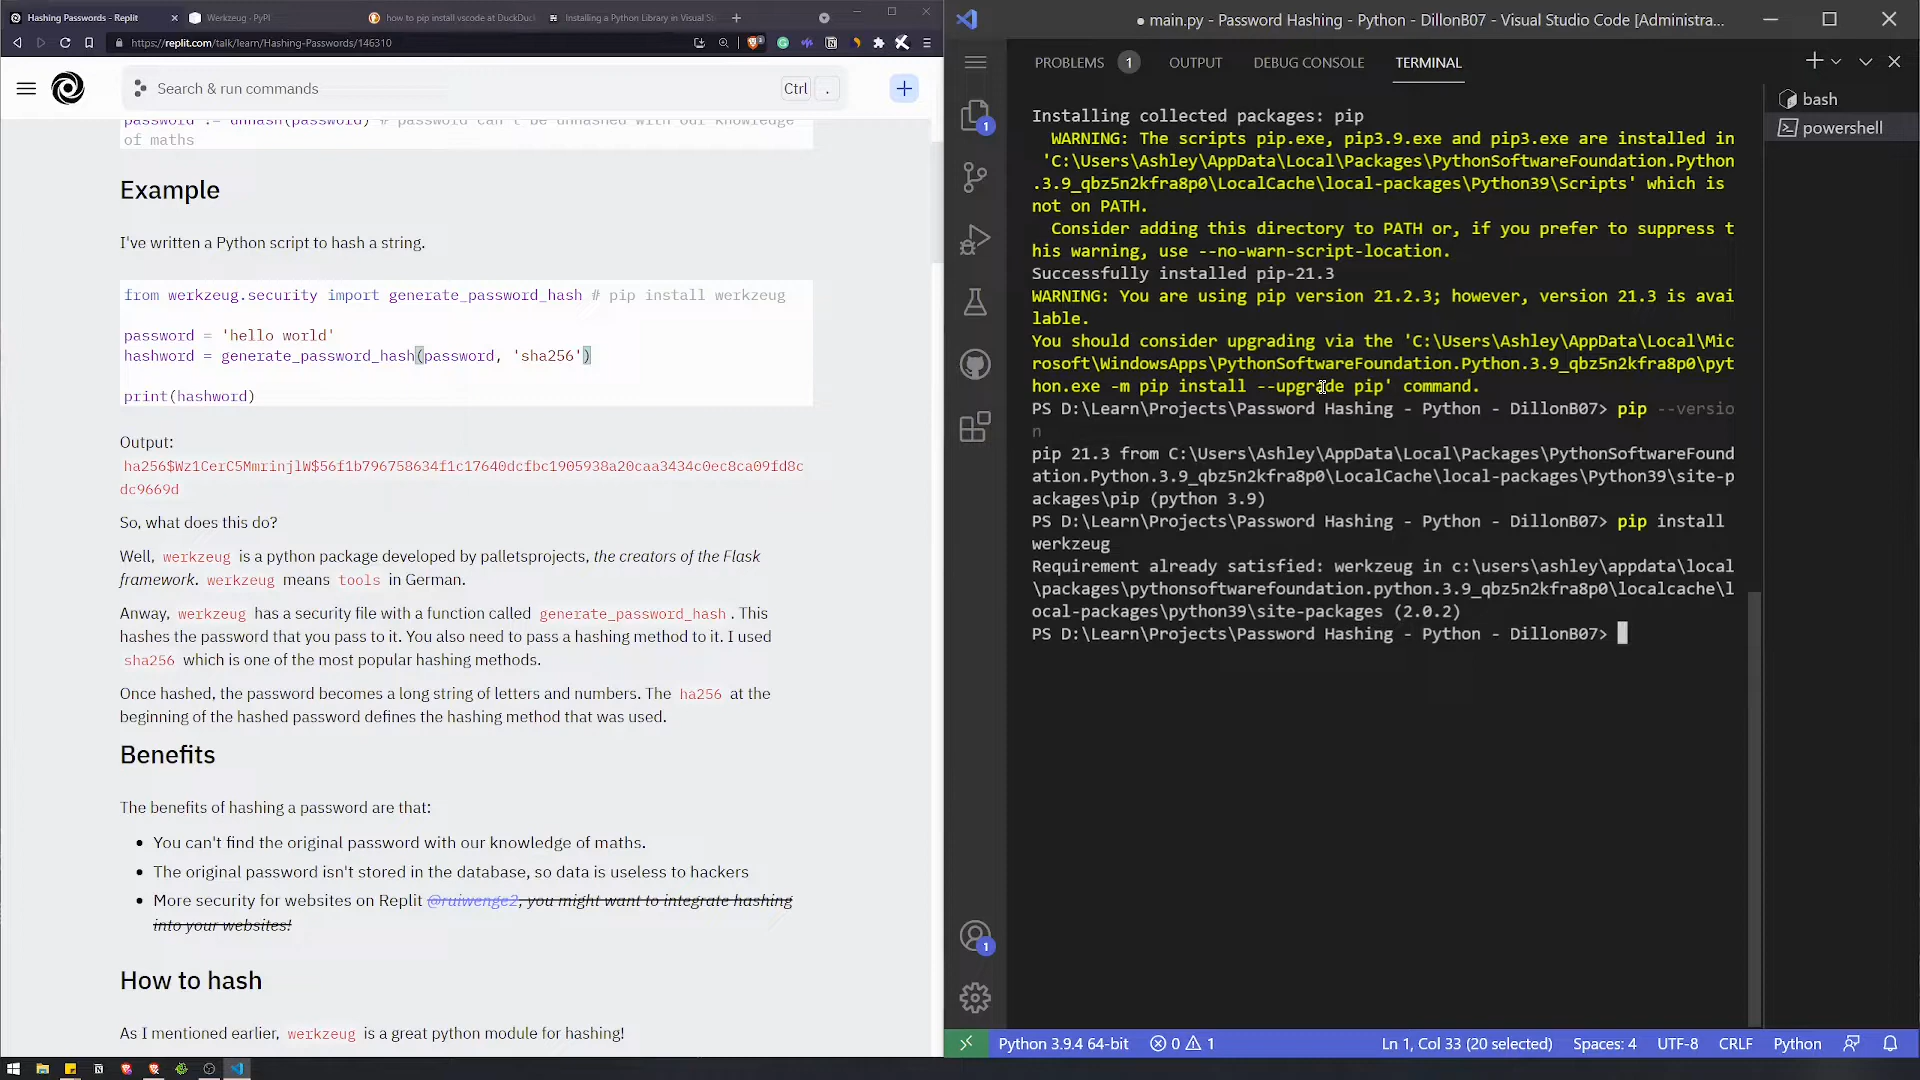 Hashing Passwords - Replit
Werkzeug · PyPI
how to pip install vscode at DuckDuc
Installing a Python Library in Visual St
https://replit.com/talk/learn/Hashing-Passwords/146310
Search & run commands
Ctrl
.
password := unhash(password) # password can't be unhashed with our knowledge
of maths
Example
I've written a Python script to hash a string.
from werkzeug.security import generate_password_hash # pip install werkzeug
password = 'hello world'
hashword = generate_password_hash(password, 'sha256')
print(hashword)
Output:
ha256$Wz1CerC5MmrinjlW$56f1b796758634f1c17640dcfbc1905938a20caa3434c0ec8ca09fd8c
dc9669d
So, what does this do?
Well, werkzeug is a python package developed by palletsprojects, the creators of the Flask
framework. werkzeug means tools in German.
Anway, werkzeug has a security file with a function called generate_password_hash . This
hashes the password that you pass to it. You also need to pass a hashing method to it. I used
sha256 which is one of the most popular hashing methods.
Once hashed, the password becomes a long string of letters and numbers. The ha256 at the
beginning of the hashed password defines the hashing method that was used.
Benefits
The benefits of hashing a password are that:
• You can't find the original password with our knowledge of maths.
• The original password isn't stored in the database, so data is useless to hackers
• More security for websites on Replit @ruiwenge2, you might want to integrate hashing
into your websites!
How to hash
As I mentioned earlier, werkzeug is a great python module for hashing!
● main.py - Password Hashing - Python - DillonB07 - Visual Studio Code [Administra...
PROBLEMS 1 OUTPUT DEBUG CONSOLE TERMINAL
bash
powershell
Installing collected packages: pip
WARNING: The scripts pip.exe, pip3.9.exe and pip3.exe are installed in
'C:\Users\Ashley\AppData\Local\Packages\PythonSoftwareFoundation.Python
.3.9_qbz5n2kfra8p0\LocalCache\local-packages\Python39\Scripts' which is
not on PATH.
Consider adding this directory to PATH or, if you prefer to suppress t
his warning, use --no-warn-script-location.
Successfully installed pip-21.3
WARNING: You are using pip version 21.2.3; however, version 21.3 is avai
lable.
You should consider upgrading via the 'C:\Users\Ashley\AppData\Local\Mic
rosoft\WindowsApps\PythonSoftwareFoundation.Python.3.9_qbz5n2kfra8p0\pyt
hon.exe -m pip install --upgrade pip' command.
PS D:\Learn\Projects\Password Hashing - Python - DillonB07> pip --versio
n
pip 21.3 from C:\Users\Ashley\AppData\Local\Packages\PythonSoftwareFound
ation.Python.3.9_qbz5n2kfra8p0\LocalCache\local-packages\Python39\site-p
ackages\pip (python 3.9)
PS D:\Learn\Projects\Password Hashing - Python - DillonB07> pip install
werkzeug
Requirement already satisfied: werkzeug in c:\users\ashley\appdata\local
\packages\pythonsoftwarefoundation.python.3.9_qbz5n2kfra8p0\localcache\l
ocal-packages\python39\site-packages (2.0.2)
PS D:\Learn\Projects\Password Hashing - Python - DillonB07>
1
1
Python 3.9.4 64-bit 0 1 Ln 1, Col 33 (20 selected) Spaces: 4 UTF-8 CRLF Python